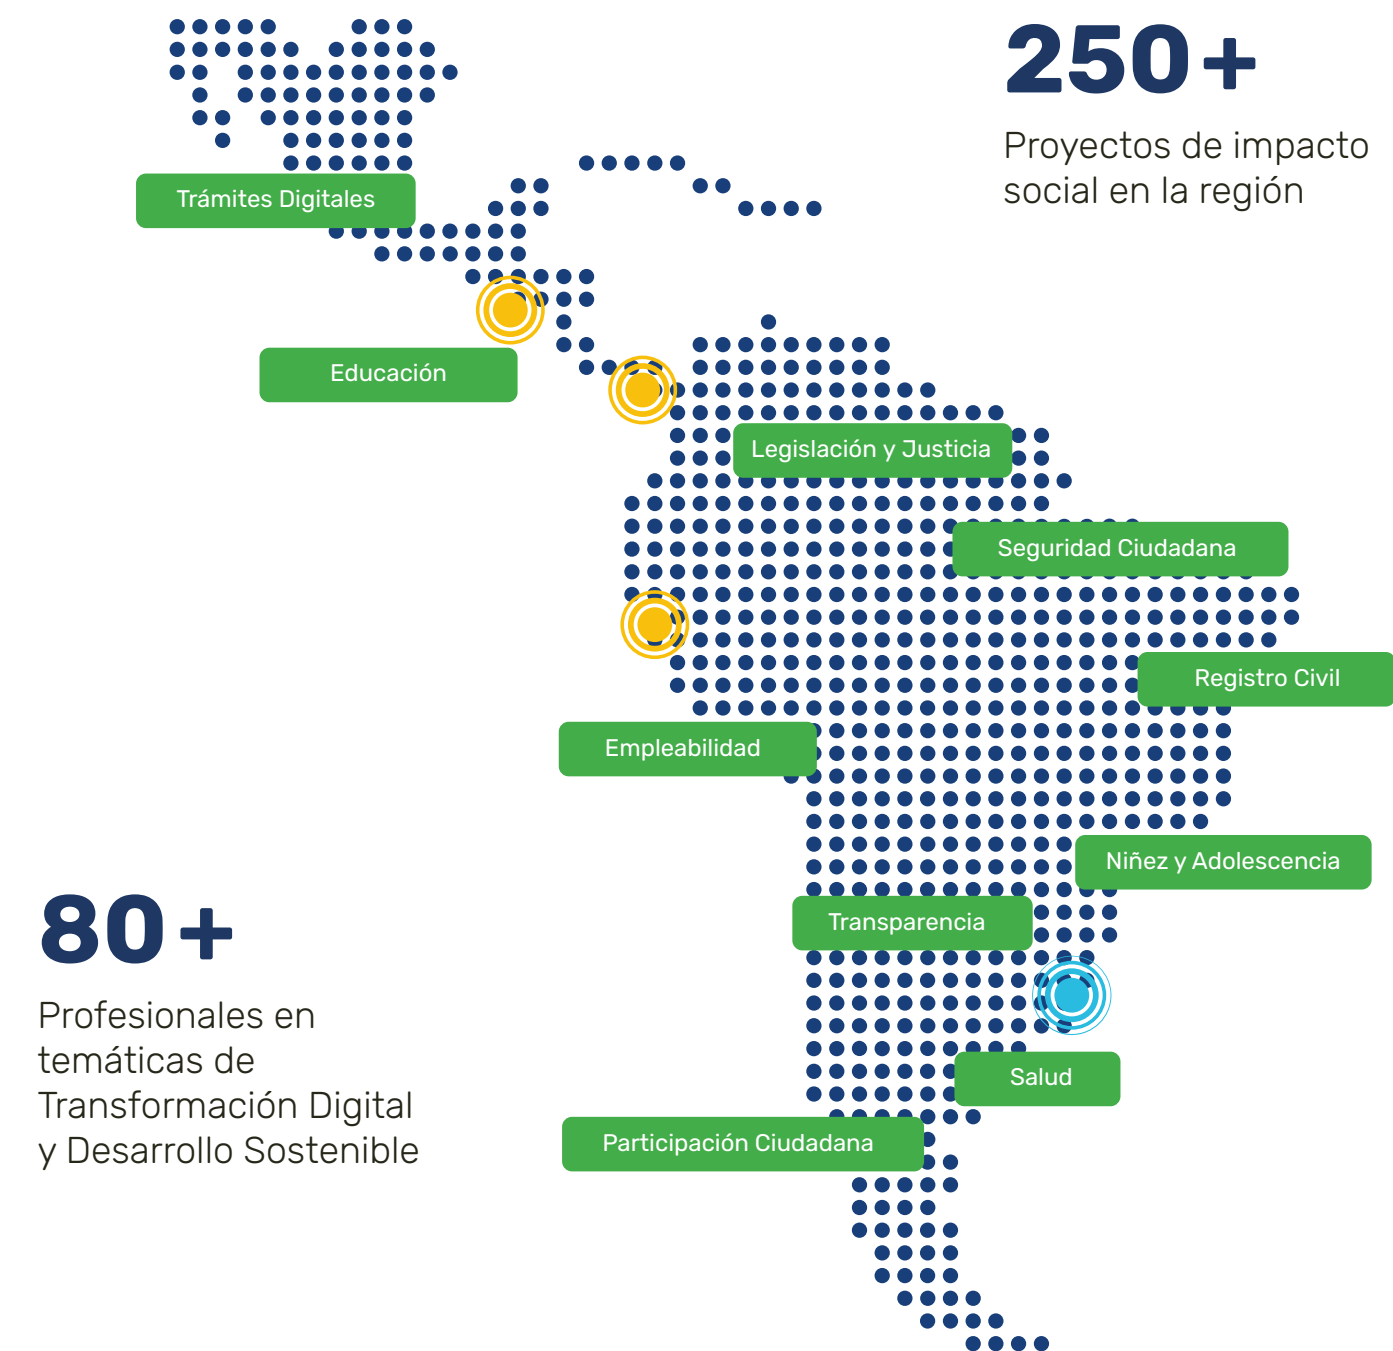 250+
Proyectos de impacto
social en la región
Trámites Digitales
Educación
Legislación y Justicia
Seguridad Ciudadana
Registro Civil
Empleabilidad
Niñez y Adolescencia
Transparencia
80+
Profesionales en
temáticas de
Transformación Digital
y Desarrollo Sostenible
Salud
Participación Ciudadana